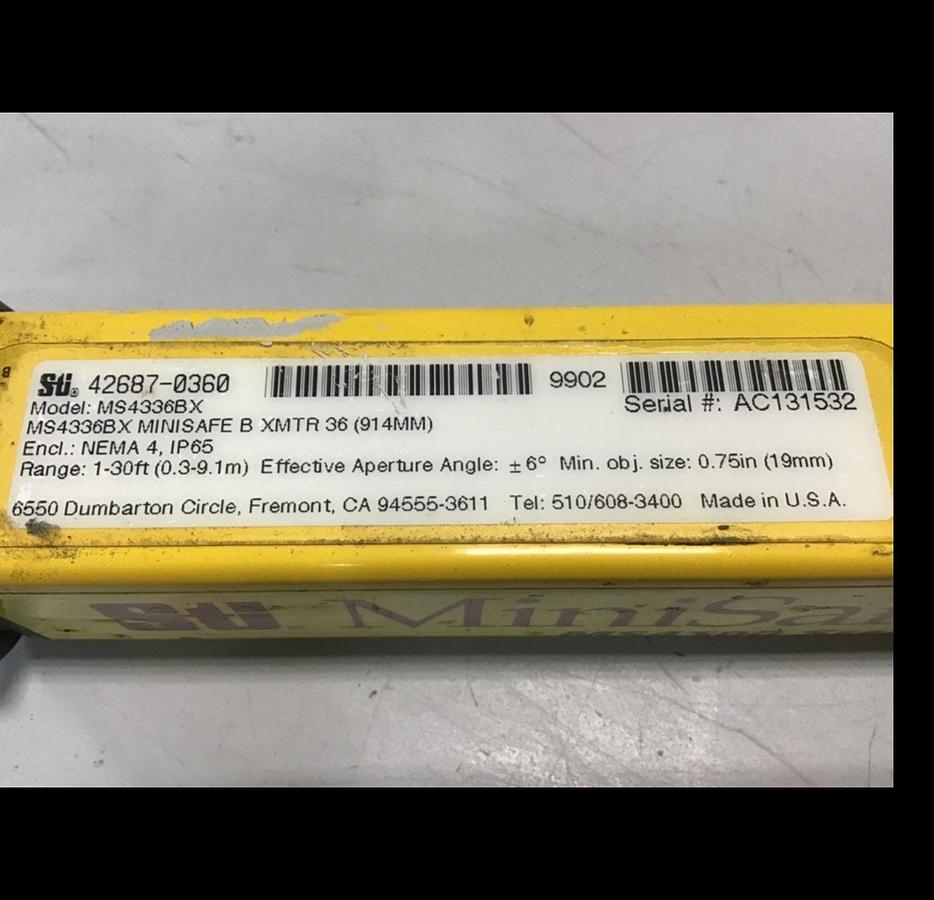 Sti. 42687-0360 9902
Serial #: AC131532
Model: MS4336BX
MS4336BX MINISAFE B XMTR 36 (914MM)
Encl.: NEMA 4, IP65
Range: 1-30ft (0.3-9.1m) Effective Aperture Angle: ± 6° Min. obj. size: 0.75in (19mm)
6550 Dumbarton Circle, Fremont, CA 94555-3611 Tel: 510/608-3400 Made in U.S.A.
Sti. MiniSa